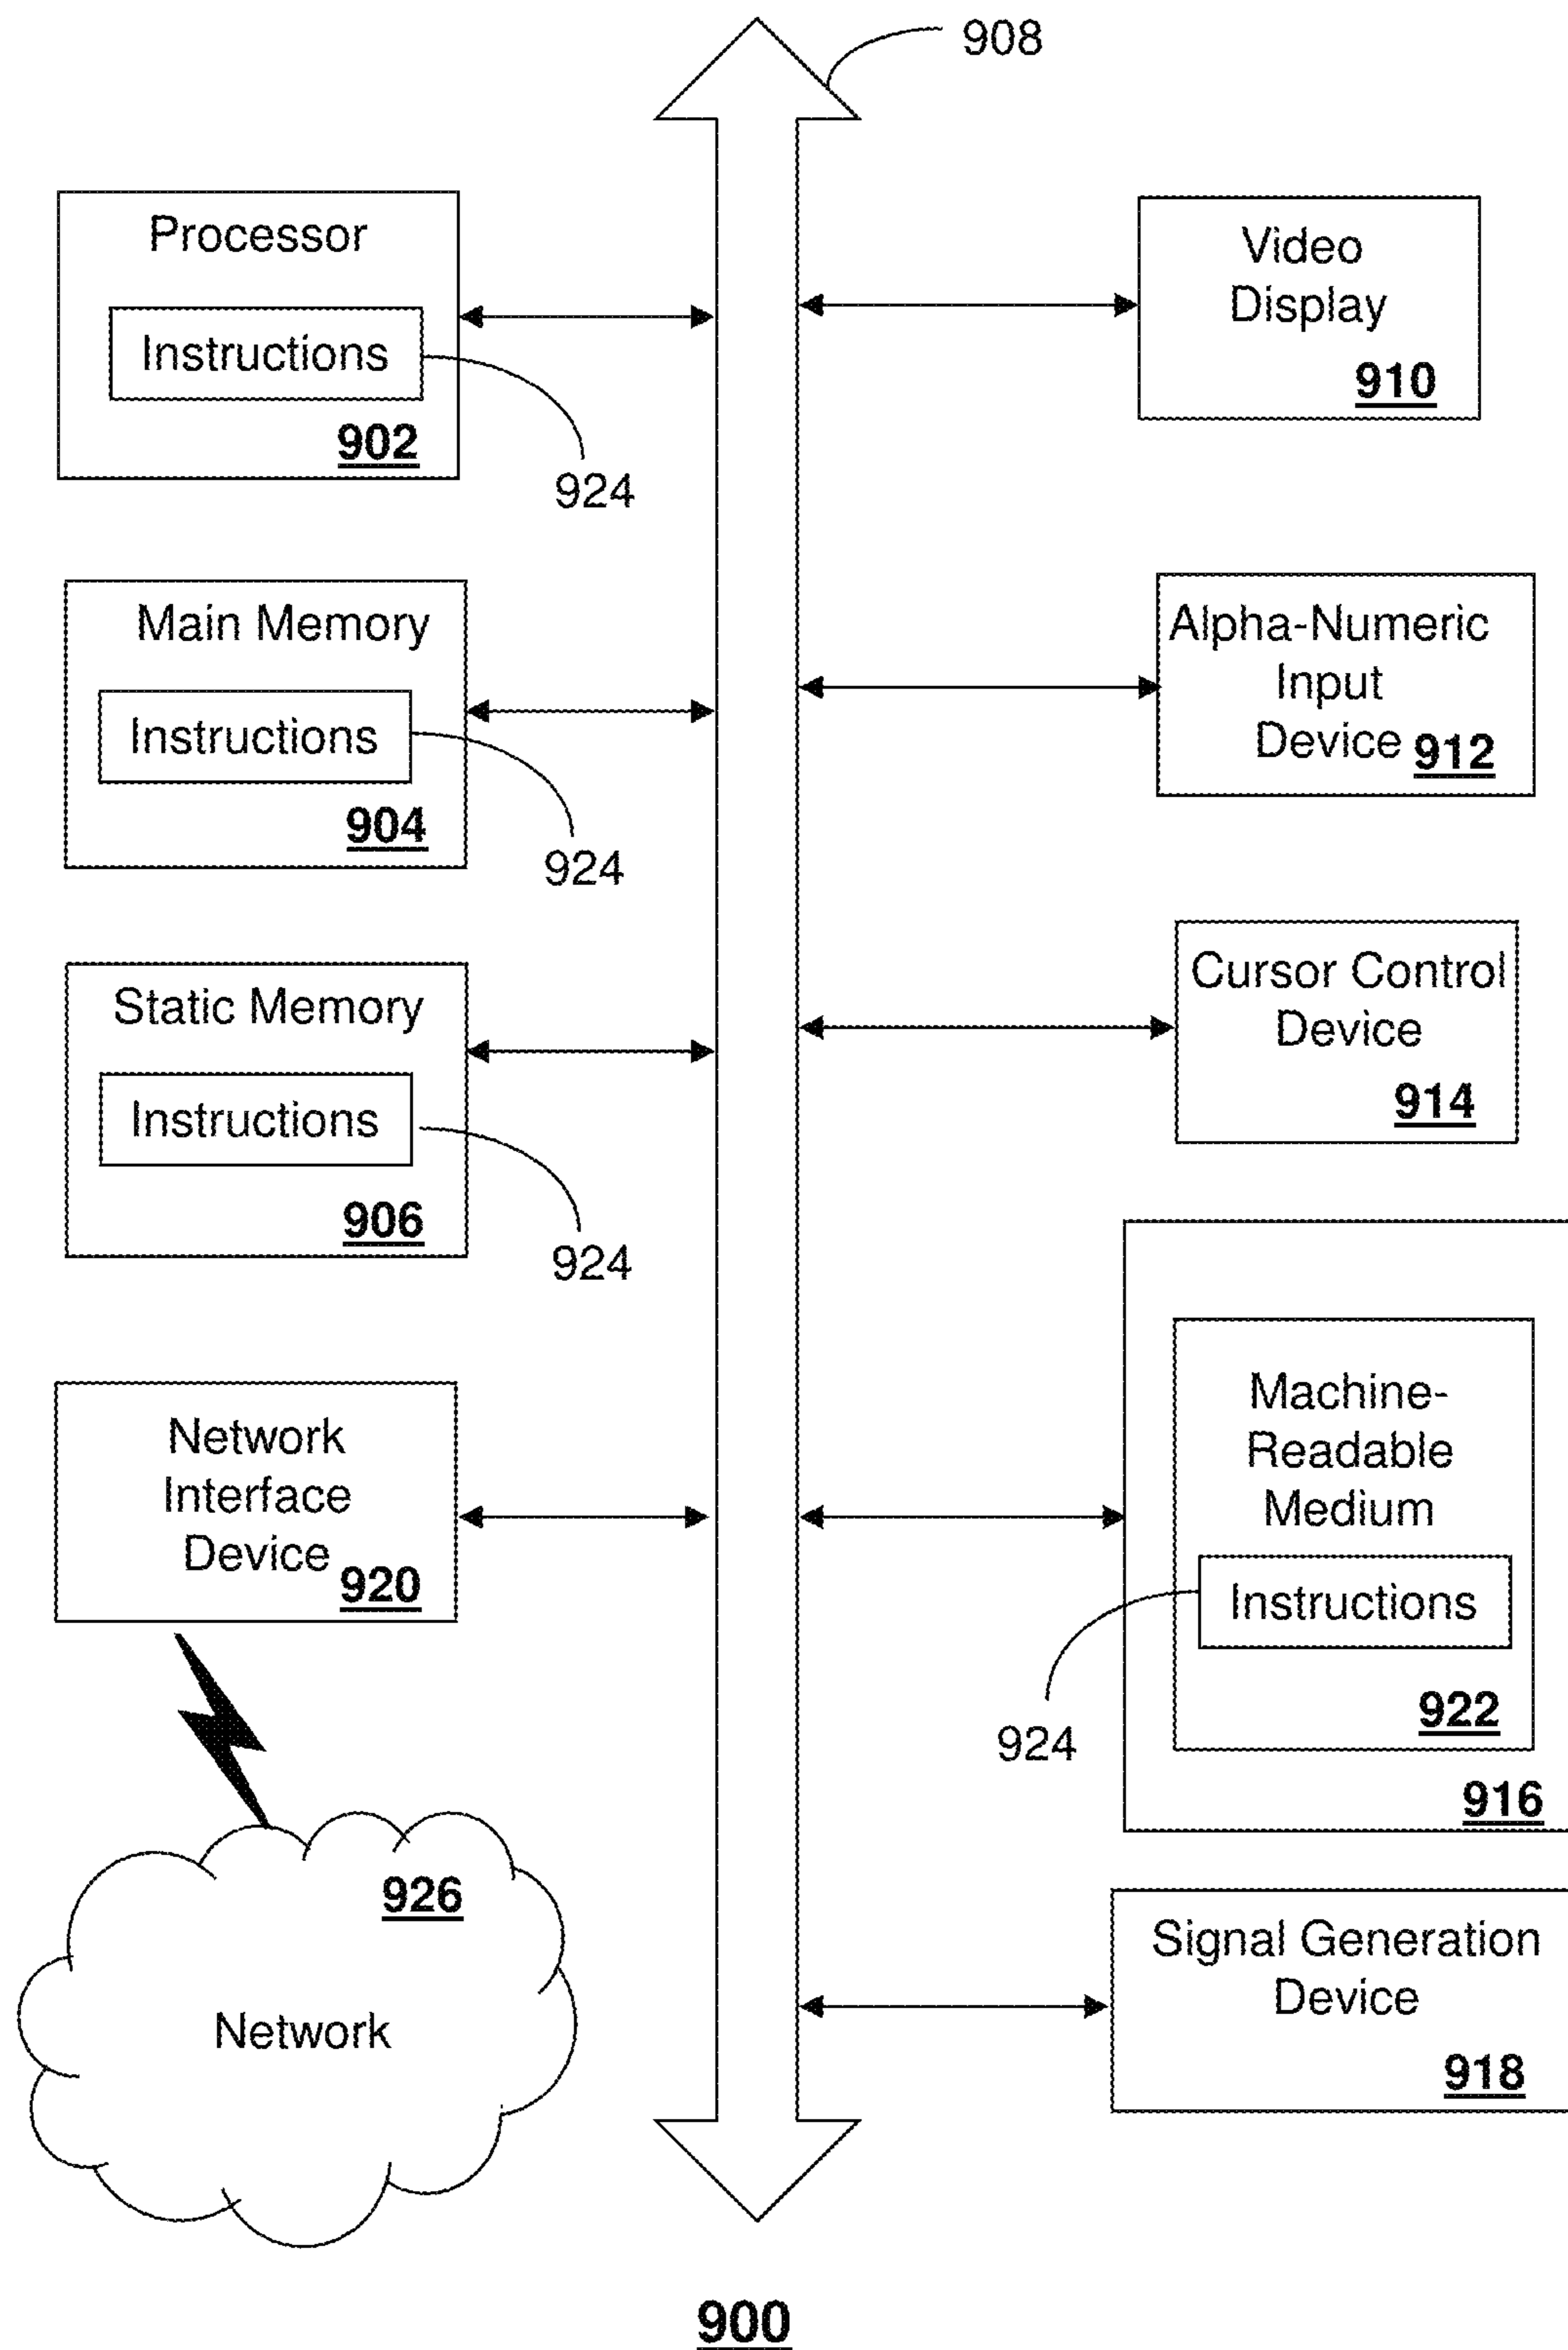 908
Processor
Instructions
902
924
Main Memory
Instructions
904
924
Static Memory
Instructions
906
924
Network
Interface
Device
920
926
Network
Video
Display
910
Alpha-Numeric
Input
Device
912
Cursor Control
Device
914
Machine-
Readable
Medium
Instructions
924
922
916
Signal Generation
Device
918
900